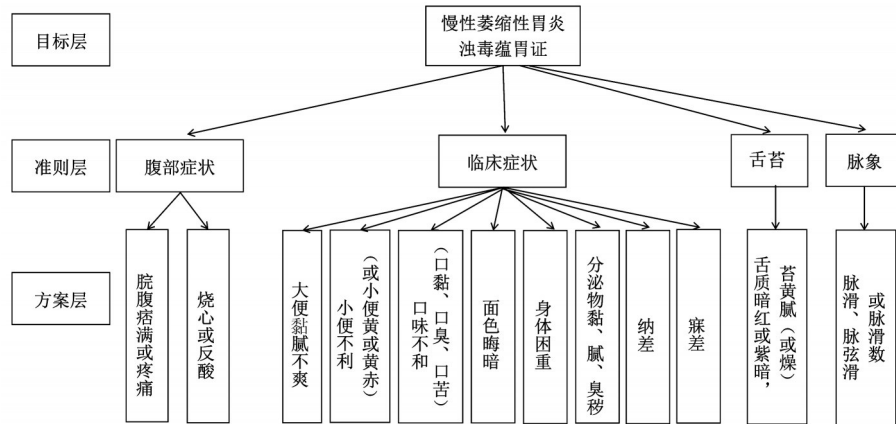 目标层
慢性萎缩性胃炎
浊毒蕴胃证
准则层
腹部症状
临床症状
舌苔
脉象
方案层
脘腹痞满或疼痛
烧心或反酸
大便黏腻不爽
小便不利
（或小便黄或黄赤）
口味不和
（口黏、口臭、口苦）
面色晦暗
身体困重
分泌物黏、腻、臭秽
纳差
寐差
舌质暗红或紫暗，
苔黄腻（或燥）
脉滑、脉弦滑
或脉滑数